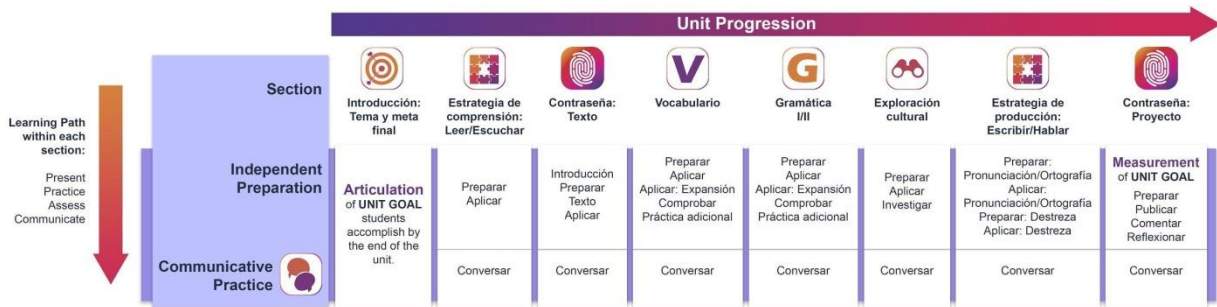 Unit Progression
Section
Introducción:
Tema y meta
final
Estrategia de
comprensión:
Leer/Escuchar
Contraseña:
Texto
V
Vocabulario
G
Gramática
I/II
Exploración
cultural
Estrategia de
producción:
Escribir/Hablar
Contraseña:
Proyecto
Learning Path
within each
section:
Present
Practice
Assess
Communicate
Independent
Preparation
Articulation
of UNIT GOAL
students
accomplish by
the end of the
unit.
Preparar
Aplicar
Introducción
Preparar
Texto
Aplicar
Preparar
Aplicar
Aplicar: Expansión
Comprobar
Práctica adicional
Preparar
Aplicar
Aplicar: Expansión
Comprobar
Práctica adicional
Preparar
Aplicar
Investigar
Preparar:
Pronunciación/Ortografía
Aplicar:
Pronunciación/Ortografía
Preparar: Destreza
Aplicar: Destreza
Measurement
of UNIT GOAL
Preparar
Publicar
Comentar
Reflexionar
Communicative
Practice
Conversar
Conversar
Conversar
Conversar
Conversar
Conversar
Conversar